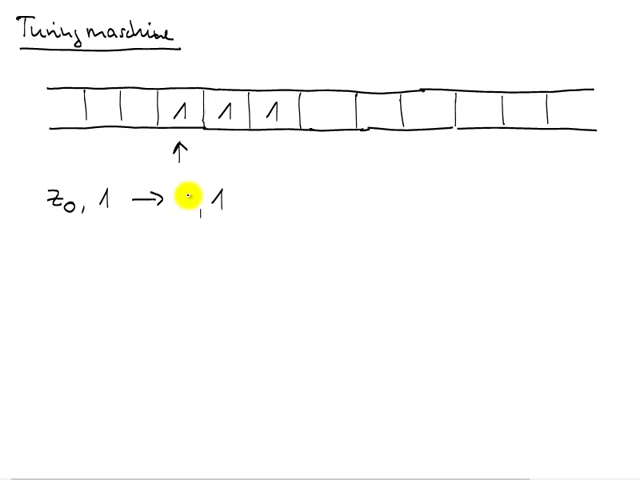 Turingmaschine
1 1 1
↑
z₀, 1 → , 1